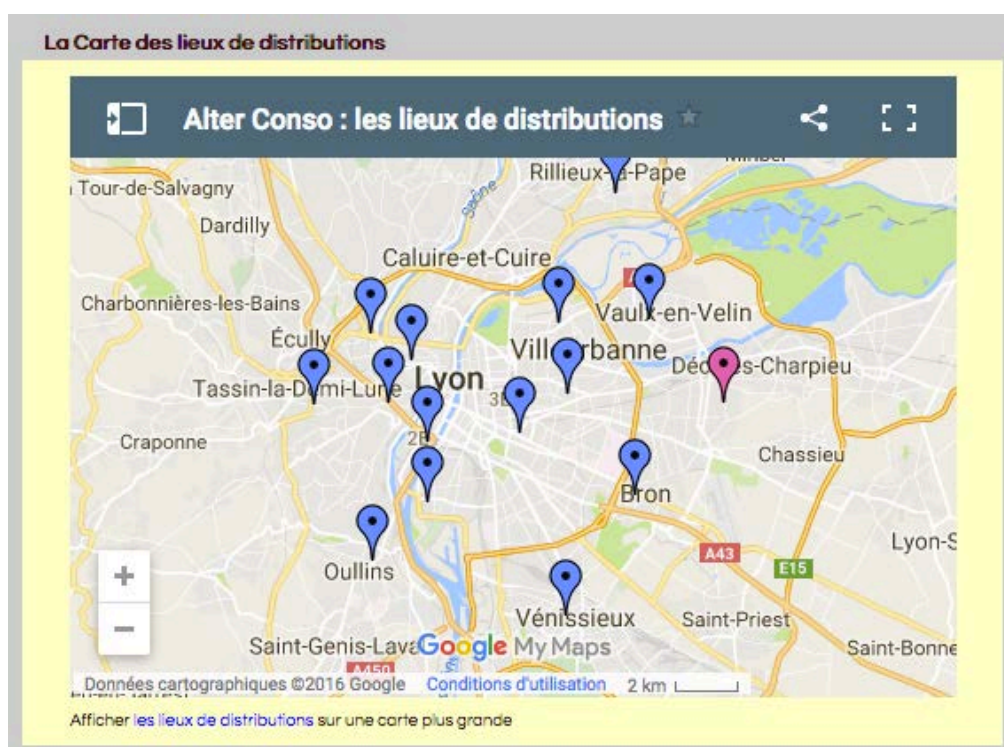 La Carte des lieux de distributions
Alter Conso : les lieux de distributions
Rillieux-la-Pape
Tour-de-Salvagny
Dardilly
Saône
Caluire-et-Cuire
Charbonnières-les-Bains
Vaulx-en-Velin
Écully
Villeurbanne
Tassin-la-Demi-Lune
Lyon
Décines-Charpieu
3E
Craponne
2E
Chassieu
Bron
Lyon-S
A43
E15
Oullins
Vénissieux
Saint-Priest
Saint-Genis-Lava
Google My Maps
Saint-Bonne
A450
Données cartographiques ©2016 Google Conditions d'utilisation 2 km
Afficher les lieux de distributions sur une carte plus grande